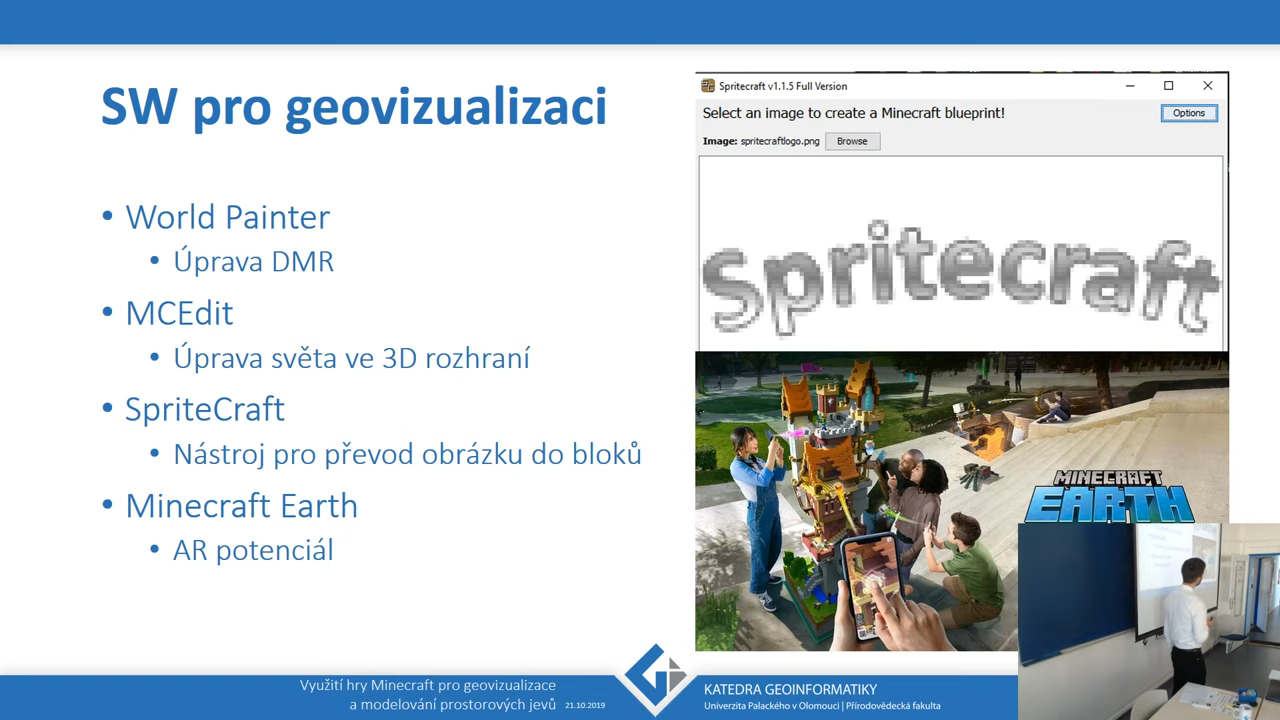 SW pro geovizualizaci
• World Painter
• Úprava DMR
• MCEdit
• Úprava světa ve 3D rozhraní
• SpriteCraft
• Nástroj pro převod obrázku do bloků
• Minecraft Earth
• AR potenciál
Spritecraft v1.1.5 Full Version
Select an image to create a Minecraft blueprint!
Options
Image: spritecraftlogo.png Browse
Spritecraft
MINECRAFT
EARTH
Využití hry Minecraft pro geovizualizace
a modelování prostorových jevů 21.10.2019
KATEDRA GEOINFORMATIKY
Univerzita Palackého v Olomouci | Přírodovědecká fakulta